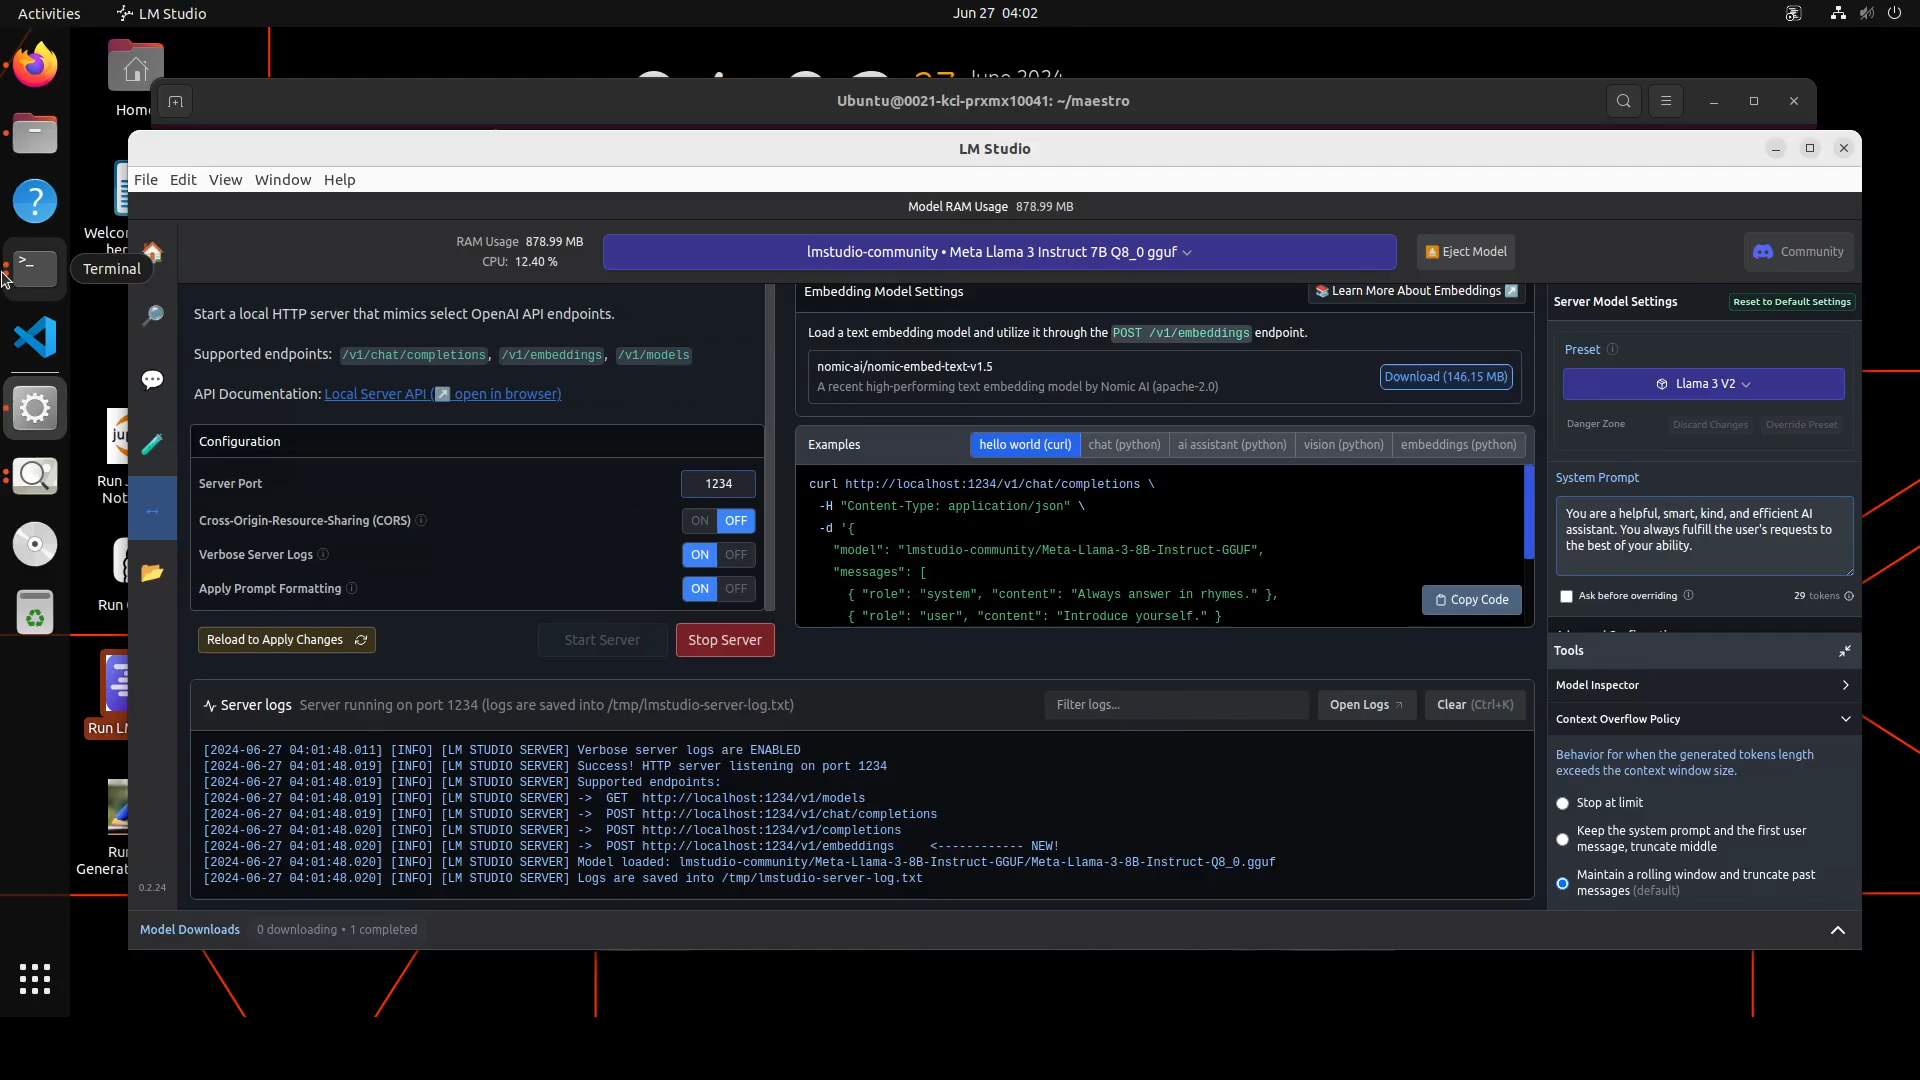 Activities
LM Studio
Jun 27 04:02
June 2024
Home
Ubuntu@0021-kci-prxmx10041: ~/maestro
LM Studio
File Edit View Window Help
Model RAM Usage 878.99 MB
RAM Usage 878.99 MB
CPU: 12.40 %
lmstudio-community • Meta Llama 3 Instruct 7B Q8_0 gguf
Eject Model
Community
Terminal
Start a local HTTP server that mimics select OpenAI API endpoints.
Supported endpoints: /v1/chat/completions, /v1/embeddings, /v1/models
API Documentation: Local Server API (↗ open in browser)
Configuration
Server Port 1234
Cross-Origin-Resource-Sharing (CORS) ON OFF
Verbose Server Logs ON OFF
Apply Prompt Formatting ON OFF
Reload to Apply Changes
Start Server
Stop Server
Embedding Model Settings
Learn More About Embeddings
Load a text embedding model and utilize it through the POST /v1/embeddings endpoint.
nomic-ai/nomic-embed-text-v1.5
A recent high-performing text embedding model by Nomic AI (apache-2.0)
Download (146.15 MB)
Examples
hello world (curl)
chat (python)
ai assistant (python)
vision (python)
embeddings (python)
curl http://localhost:1234/v1/chat/completions \
-H "Content-Type: application/json" \
-d '{
"model": "lmstudio-community/Meta-Llama-3-8B-Instruct-GGUF",
"messages": [
{ "role": "system", "content": "Always answer in rhymes." },
{ "role": "user", "content": "Introduce yourself." }
Copy Code
Server Model Settings
Reset to Default Settings
Preset
Llama 3 V2
Danger Zone
Discard Changes
Override Preset
System Prompt
You are a helpful, smart, kind, and efficient AI
assistant. You always fulfill the user's requests to
the best of your ability.
Ask before overriding
29 tokens
Tools
Model Inspector
Context Overflow Policy
Behavior for when the generated tokens length
exceeds the context window size.
Stop at limit
Keep the system prompt and the first user
message, truncate middle
Maintain a rolling window and truncate past
messages (default)
Server logs Server running on port 1234 (logs are saved into /tmp/lmstudio-server-log.txt)
Filter logs...
Open Logs
Clear (Ctrl+K)
[2024-06-27 04:01:48.011] [INFO] [LM STUDIO SERVER] Verbose server logs are ENABLED
[2024-06-27 04:01:48.019] [INFO] [LM STUDIO SERVER] Success! HTTP server listening on port 1234
[2024-06-27 04:01:48.019] [INFO] [LM STUDIO SERVER] Supported endpoints:
[2024-06-27 04:01:48.019] [INFO] [LM STUDIO SERVER] -> GET http://localhost:1234/v1/models
[2024-06-27 04:01:48.019] [INFO] [LM STUDIO SERVER] -> POST http://localhost:1234/v1/chat/completions
[2024-06-27 04:01:48.020] [INFO] [LM STUDIO SERVER] -> POST http://localhost:1234/v1/completions
[2024-06-27 04:01:48.020] [INFO] [LM STUDIO SERVER] -> POST http://localhost:1234/v1/embeddings <------------ NEW!
[2024-06-27 04:01:48.020] [INFO] [LM STUDIO SERVER] Model loaded: lmstudio-community/Meta-Llama-3-8B-Instruct-GGUF/Meta-Llama-3-8B-Instruct-Q8_0.gguf
[2024-06-27 04:01:48.020] [INFO] [LM STUDIO SERVER] Logs are saved into /tmp/lmstudio-server-log.txt
0.2.24
Model Downloads 0 downloading • 1 completed